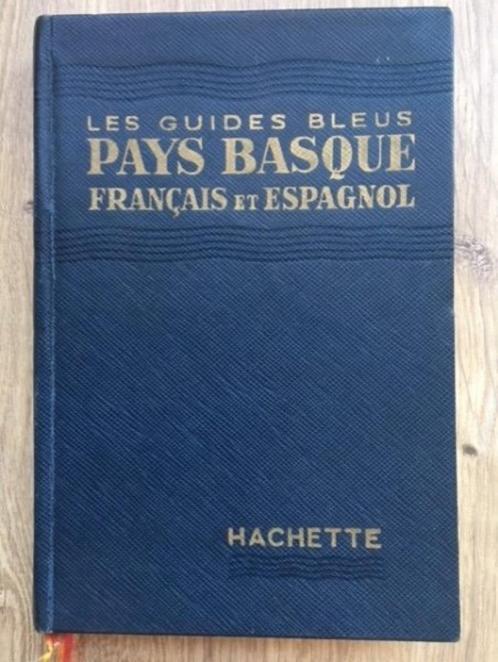 LES GUIDES BLEUS
PAYS BASQUE
FRANÇAIS ET ESPAGNOL
HACHETTE